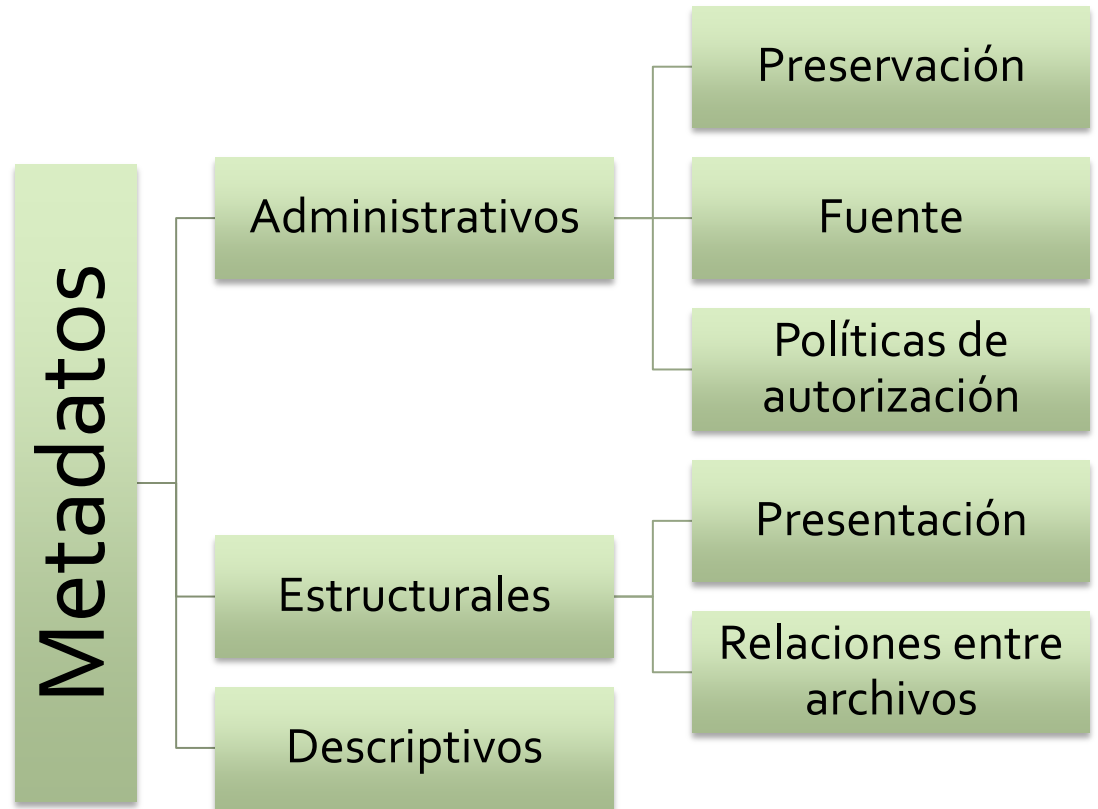 Metadatos
Administrativos
Preservación
Fuente
Políticas de
autorización
Estructurales
Presentación
Relaciones entre
archivos
Descriptivos